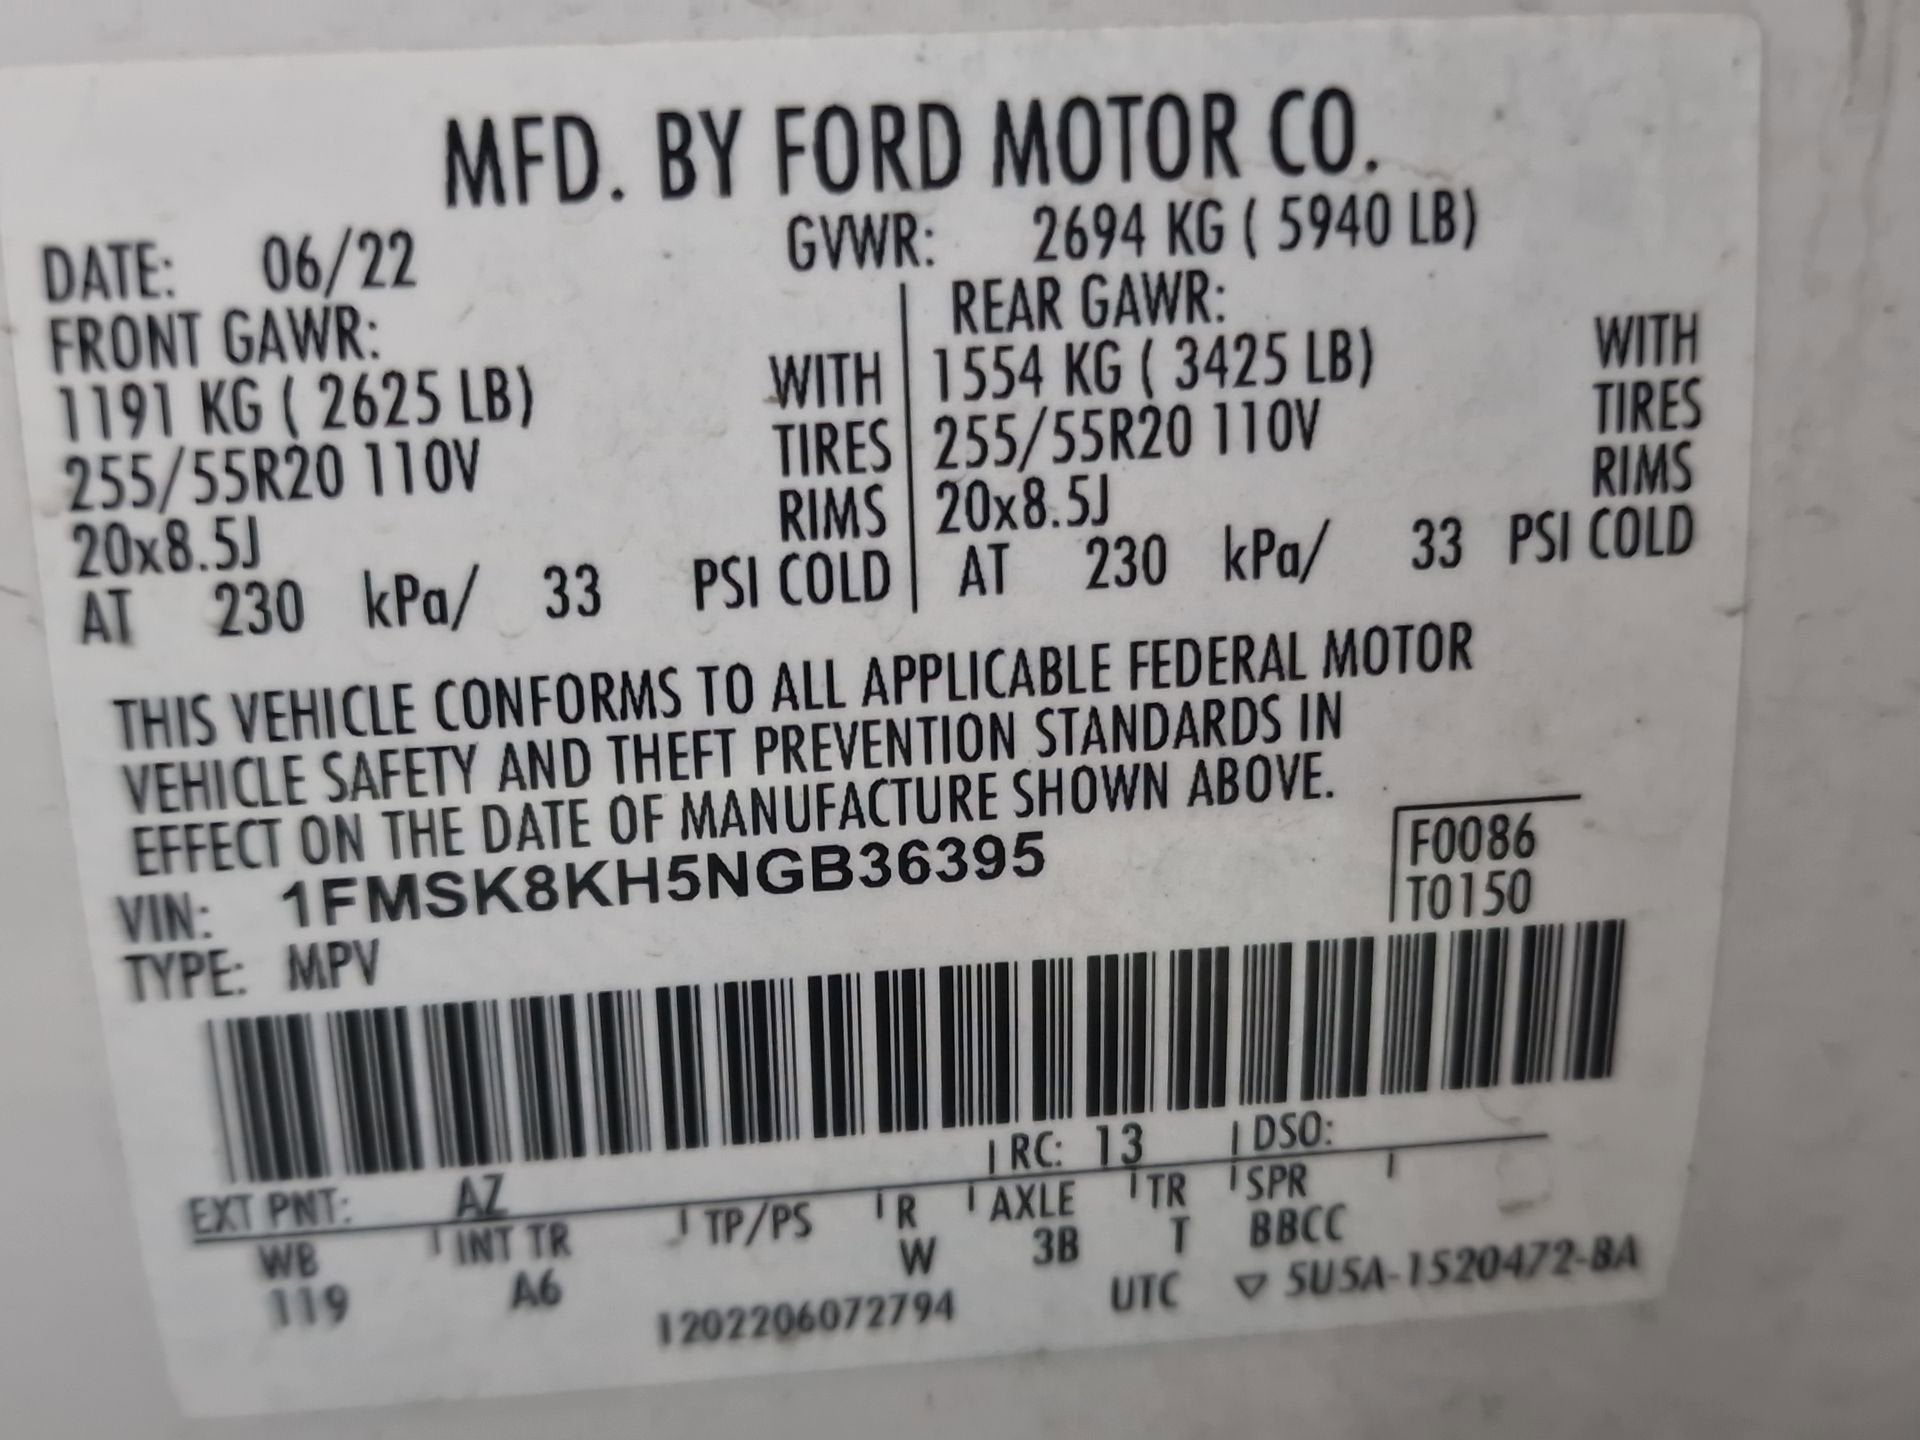 MFD. BY FORD MOTOR CO.
DATE: 06/22 GVWR: 2694 KG ( 5940 LB)
FRONT GAWR: REAR GAWR:
1191 KG ( 2625 LB) WITH 1554 KG ( 3425 LB) WITH
255/55R20 110V TIRES 255/55R20 110V TIRES
20x8.5J RIMS 20x8.5J RIMS
AT 230 kPa/ 33 PSI COLD AT 230 kPa/ 33 PSI COLD
THIS VEHICLE CONFORMS TO ALL APPLICABLE FEDERAL MOTOR
VEHICLE SAFETY AND THEFT PREVENTION STANDARDS IN
EFFECT ON THE DATE OF MANUFACTURE SHOWN ABOVE.
VIN: 1FMSK8KH5NGB36395 F0086
TYPE: MPV T0150
EXT PNT: AZ RC: 13 DSO:
WB INT TR TP/PS R AXLE TR SPR
119 A6 W 3B T BBCC
1202206072794 UTC ▽ 5U5A-1520472-BA